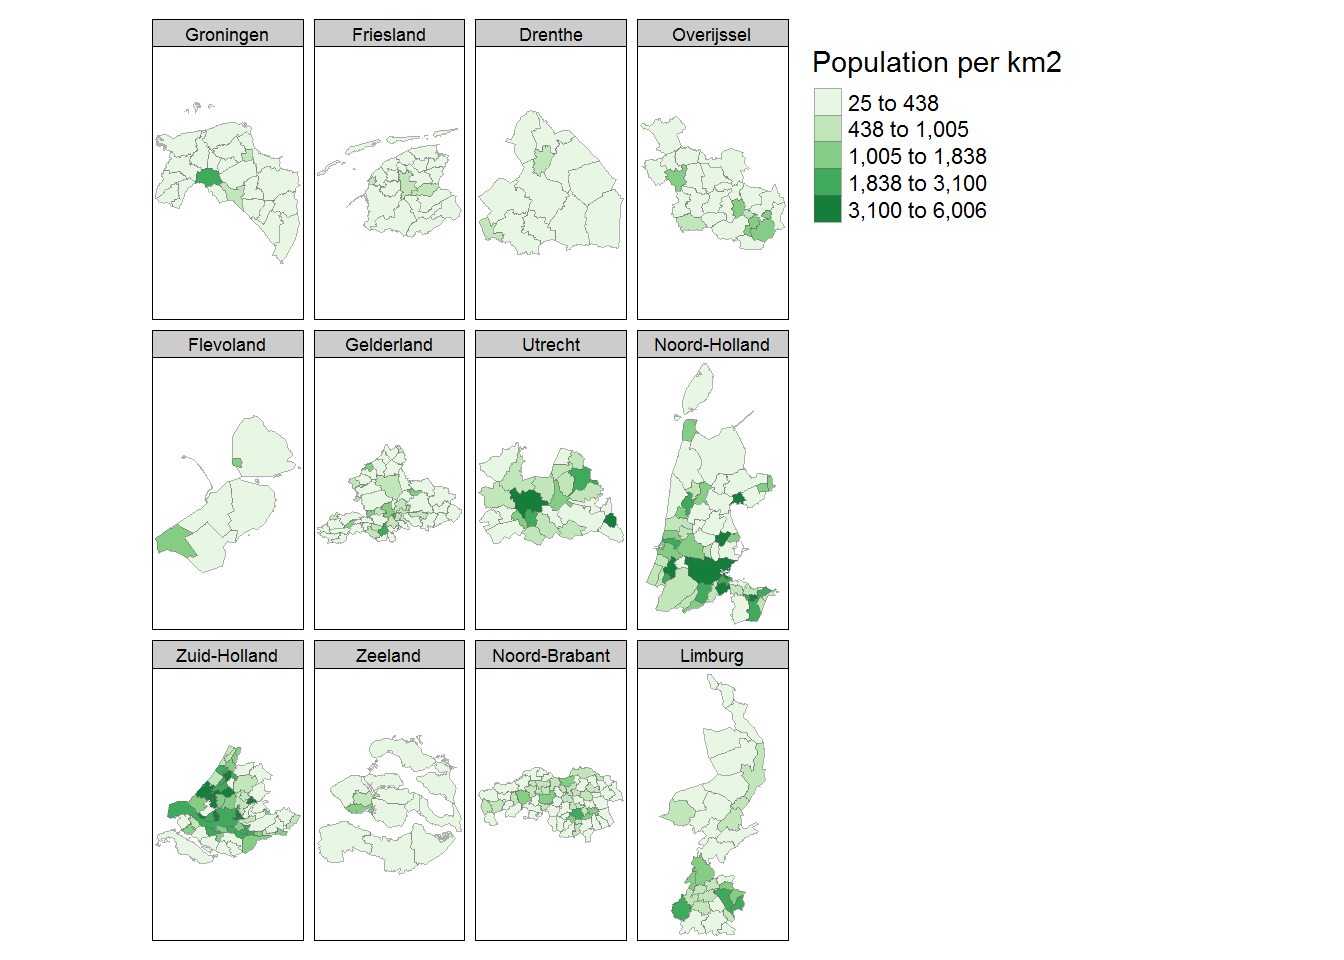 Groningen
Friesland
Drenthe
Overijssel
Population per km2
25 to 438
438 to 1,005
1,005 to 1,838
1,838 to 3,100
3,100 to 6,006
Flevoland
Gelderland
Utrecht
Noord-Holland
Zuid-Holland
Zeeland
Noord-Brabant
Limburg